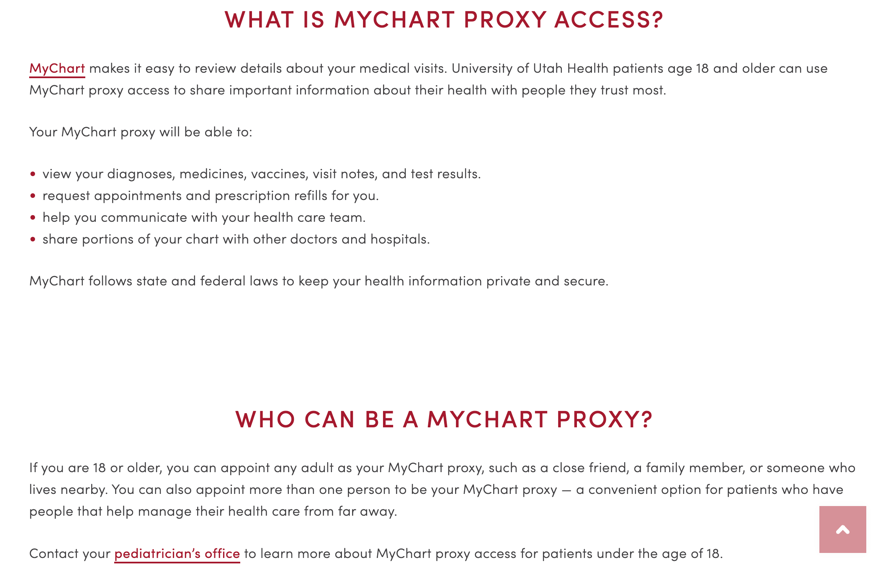 WHAT IS MYCHART PROXY ACCESS?
MyChart makes it easy to review details about your medical visits. University of Utah Health patients age 18 and older can use
MyChart proxy access to share important information about their health with people they trust most.
Your MyChart proxy will be able to:
• view your diagnoses, medicines, vaccines, visit notes, and test results.
• request appointments and prescription refills for you.
• help you communicate with your health care team.
• share portions of your chart with other doctors and hospitals.
MyChart follows state and federal laws to keep your health information private and secure.
WHO CAN BE A MYCHART PROXY?
If you are 18 or older, you can appoint any adult as your MyChart proxy, such as a close friend, a family member, or someone who
lives nearby. You can also appoint more than one person to be your MyChart proxy — a convenient option for patients who have
people that help manage their health care from far away.
Contact your pediatrician’s office to learn more about MyChart proxy access for patients under the age of 18.